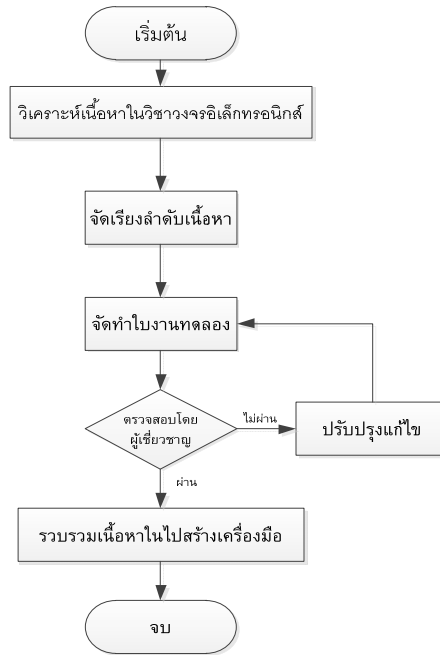 เริ่มต้น
วิเคราะห์เนื้อหาในวิชาวงจรอิเล็กทรอนิกส์
จัดเรียงลำดับเนื้อหา
จัดทำใบงานทดลอง
ตรวจสอบโดย
ผู้เชี่ยวชาญ
ไม่ผ่าน
ปรับปรุงแก้ไข
ผ่าน
รวบรวมเนื้อหาในไปสร้างเครื่องมือ
จบ